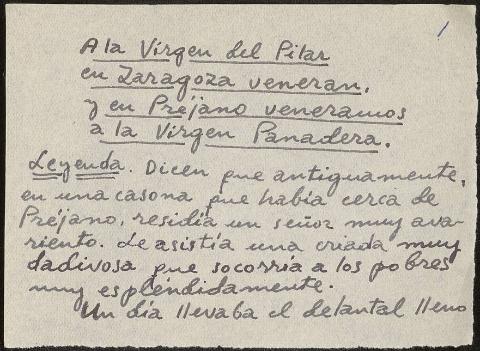 1
A la Virgen del Pilar
en Zaragoza veneran,
y en Préjano veneramos
a la Virgen Panadera.
Leyenda. Dicen que antiguamente,
en una casona que había cerca de
Préjano, residía un señor muy ava-
riento. Le asistía una criada muy
dadivosa que socorría a los pobres
muy esplendidamente.
Un día llevaba el delantal lleno